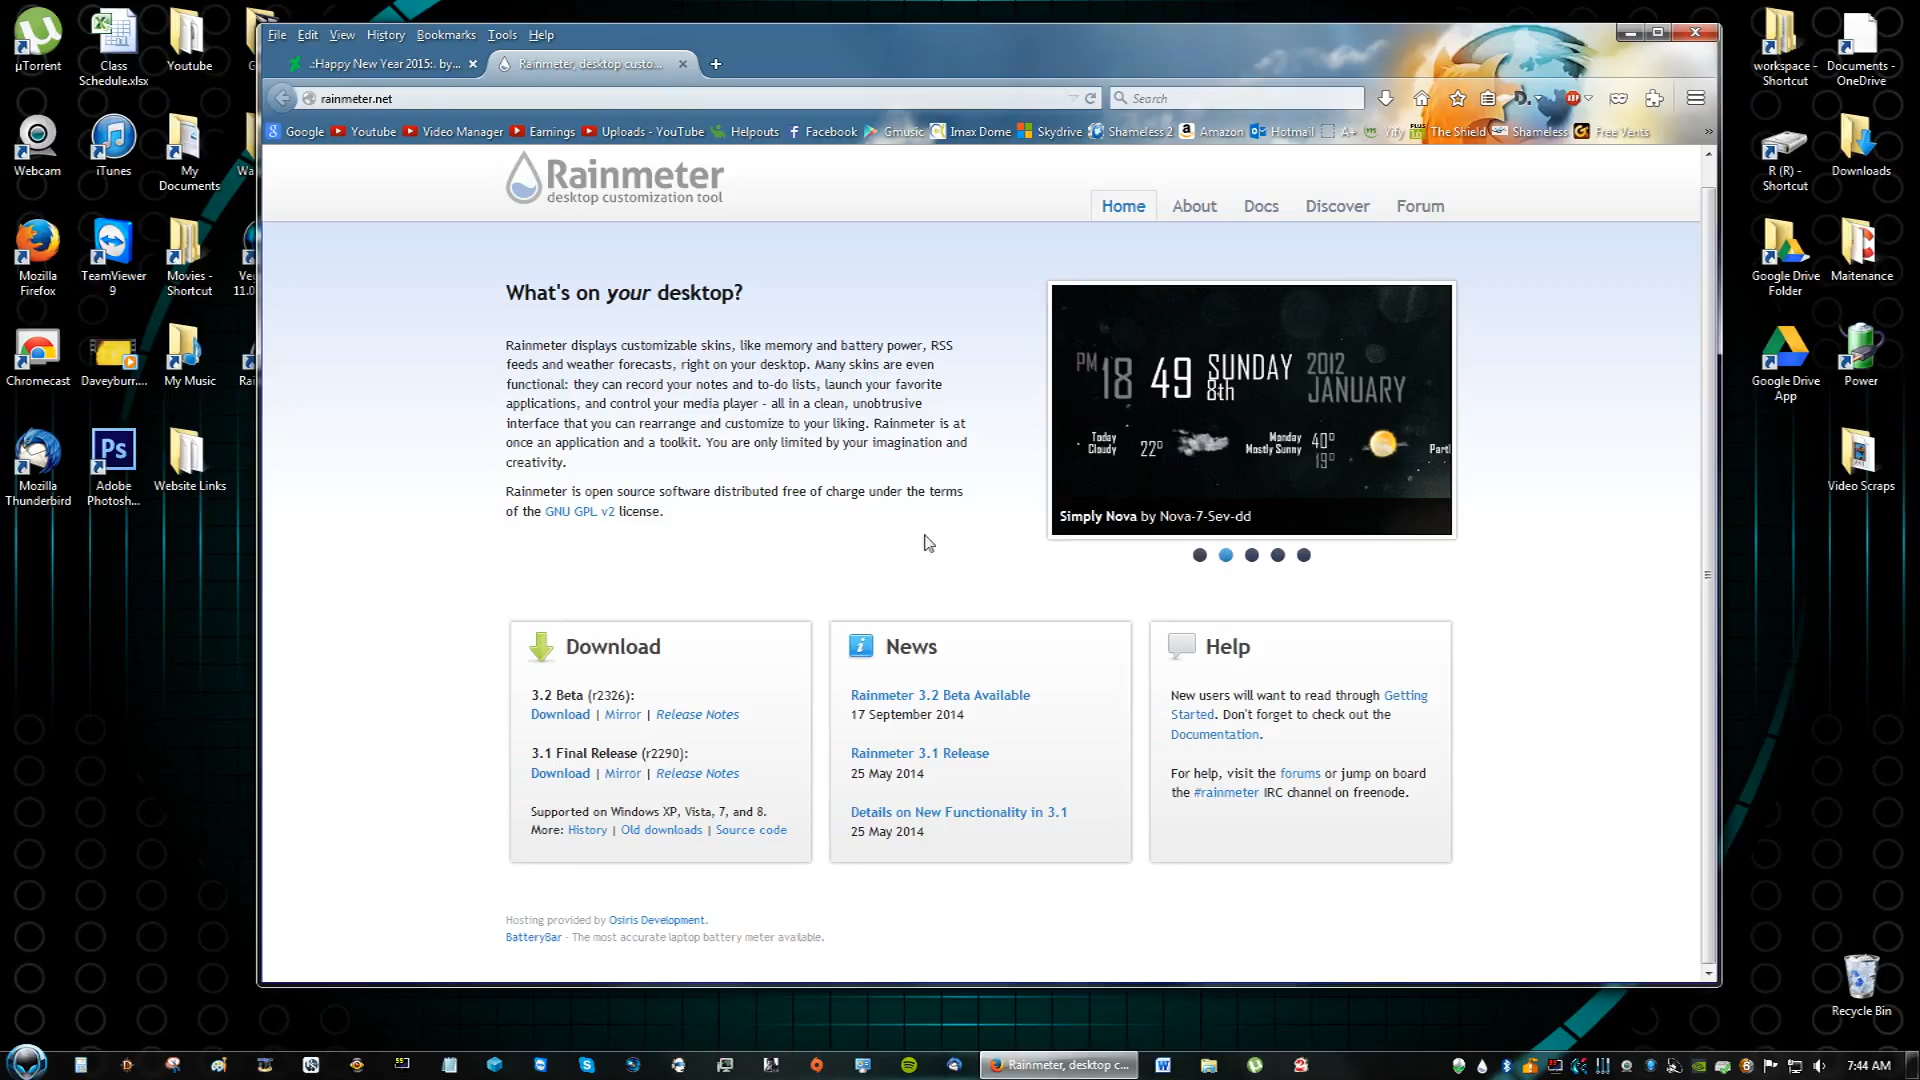 File Edit View History Bookmarks Tools Help
.:Happy New Year 2015:. by...
Rainmeter, desktop custo...
rainmeter.net
Search
Google Youtube Video Manager Earnings Uploads - YouTube Helpouts Facebook Gmusic Imax Dome Skydrive Shameless 2 Amazon Hotmail A+ Yify The Shield Shameless Free Vents
Rainmeter
desktop customization tool
Home About Docs Discover Forum
What's on your desktop?
Rainmeter displays customizable skins, like memory and battery power, RSS
feeds and weather forecasts, right on your desktop. Many skins are even
functional: they can record your notes and to-do lists, launch your favorite
applications, and control your media player - all in a clean, unobtrusive
interface that you can rearrange and customize to your liking. Rainmeter is at
once an application and a toolkit. You are only limited by your imagination and
creativity.
Rainmeter is open source software distributed free of charge under the terms
of the GNU GPL v2 license.
PM 18 49 SUNDAY 8th 2012 JANUARY
Today
Cloudy
22°
Monday
Mostly Sunny
40°
19°
Parti
Simply Nova by Nova-7-Sev-dd
Download
3.2 Beta (r2326):
Download | Mirror | Release Notes
3.1 Final Release (r2290):
Download | Mirror | Release Notes
Supported on Windows XP, Vista, 7, and 8.
More: History | Old downloads | Source code
News
Rainmeter 3.2 Beta Available
17 September 2014
Rainmeter 3.1 Release
25 May 2014
Details on New Functionality in 3.1
25 May 2014
Help
New users will want to read through Getting
Started. Don't forget to check out the
Documentation.
For help, visit the forums or jump on board
the #rainmeter IRC channel on freenode.
Hosting provided by Osiris Development.
BatteryBar - The most accurate laptop battery meter available.
µTorrent
Class
Schedule.xlsx
Youtube
Webcam
iTunes
My
Documents
Mozilla
Firefox
TeamViewer
9
Movies -
Shortcut
11.0
Chromecast
Daveyburr...
My Music
Mozilla
Thunderbird
Ps
Adobe
Photosh...
Website Links
workspace -
Shortcut
Documents -
OneDrive
R (R) -
Shortcut
Downloads
Google Drive
Folder
Maitenance
Google Drive
App
Power
Video Scraps
Recycle Bin
Rainmeter, desktop c...
7:44 AM